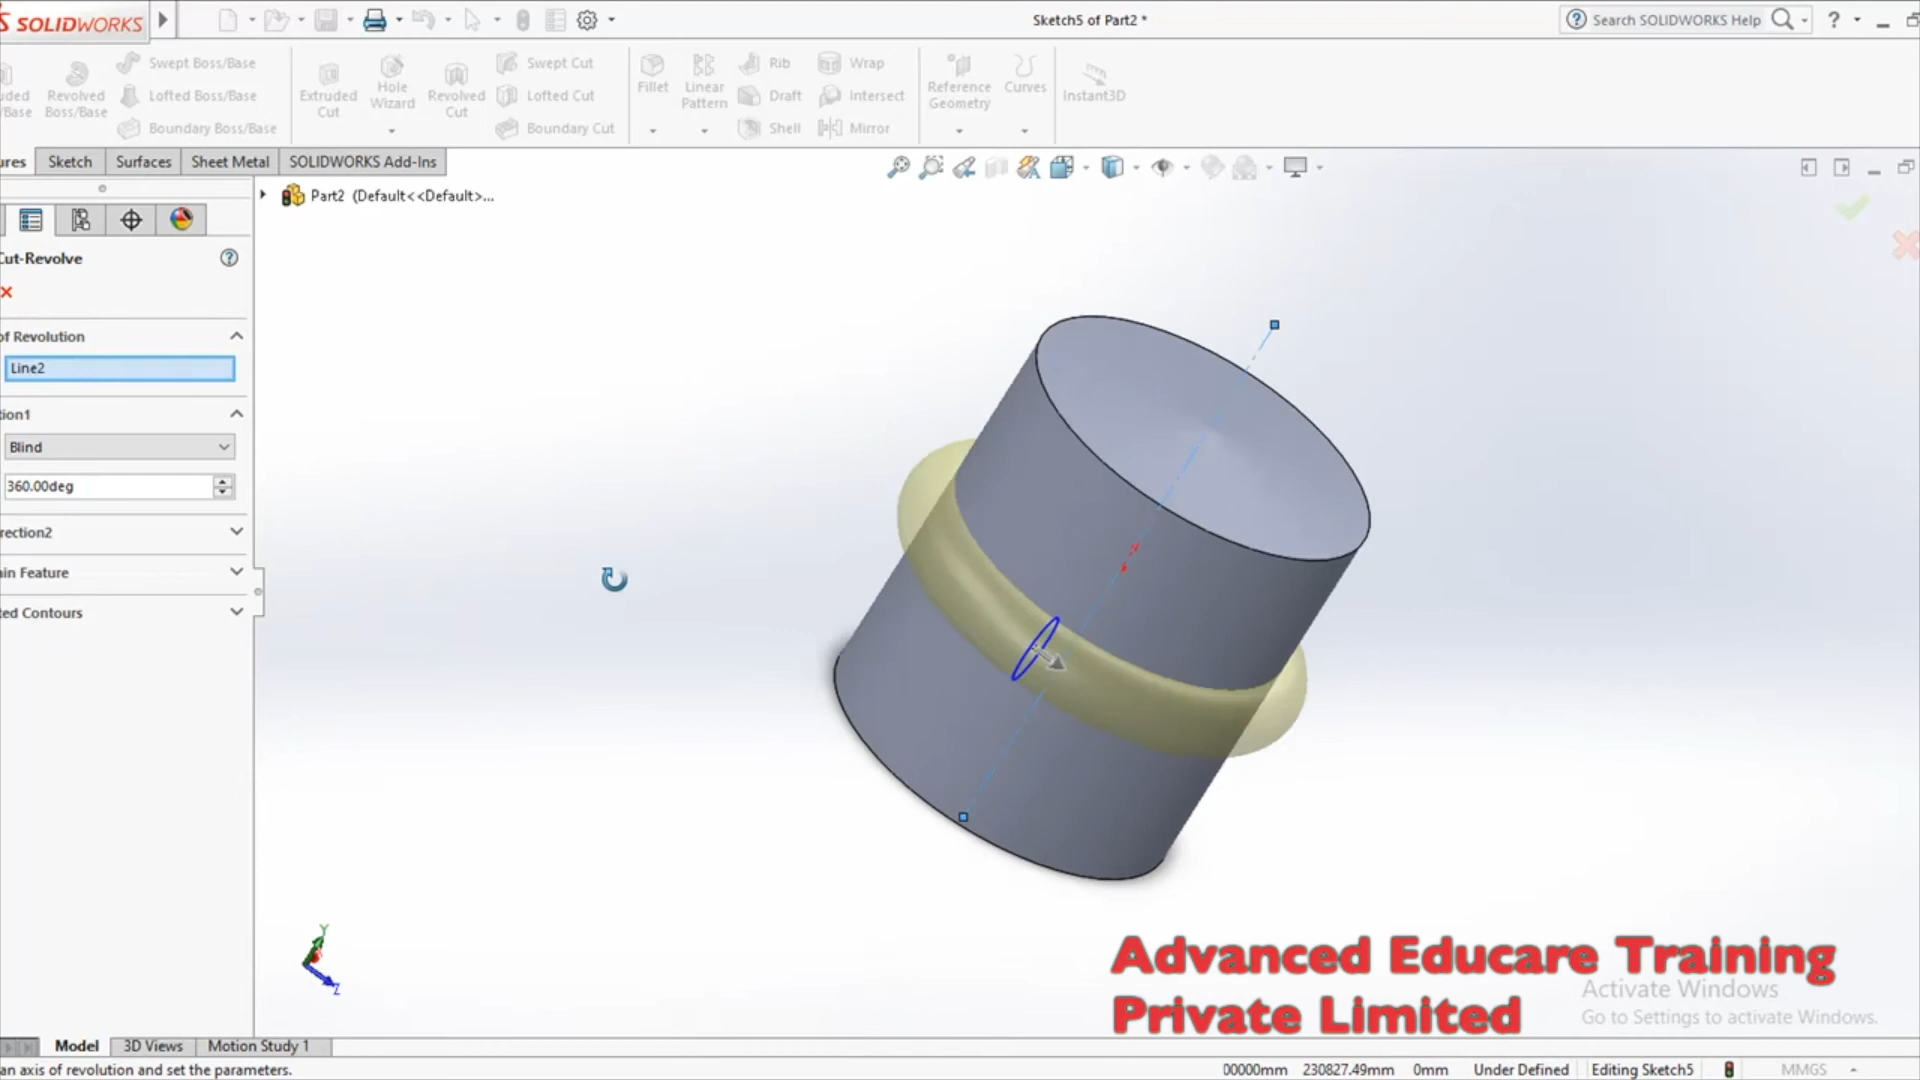 SOLIDWORKS
Sketch5 of Part2 *
Search SOLIDWORKS Help
?
uded
/Base
Revolved
Boss/Base
Swept Boss/Base
Lofted Boss/Base
Boundary Boss/Base
Extruded
Cut
Hole
Wizard
Revolved
Cut
Swept Cut
Lofted Cut
Boundary Cut
Fillet
Linear
Pattern
Rib
Draft
Shell
Wrap
Intersect
Mirror
Reference
Geometry
Curves
Instant3D
ures
Sketch
Surfaces
Sheet Metal
SOLIDWORKS Add-Ins
Part2 (Default<<Default>...
Cut-Revolve
of Revolution
Line2
tion1
Blind
360.00deg
rection2
in Feature
ted Contours
Y
Z
Advanced Educare Training
Private Limited
Activate Windows
Go to Settings to activate Windows.
Model
3D Views
Motion Study 1
an axis of revolution and set the parameters.
00000mm
230827.49mm
0mm
Under Defined
Editing Sketch5
MMGS